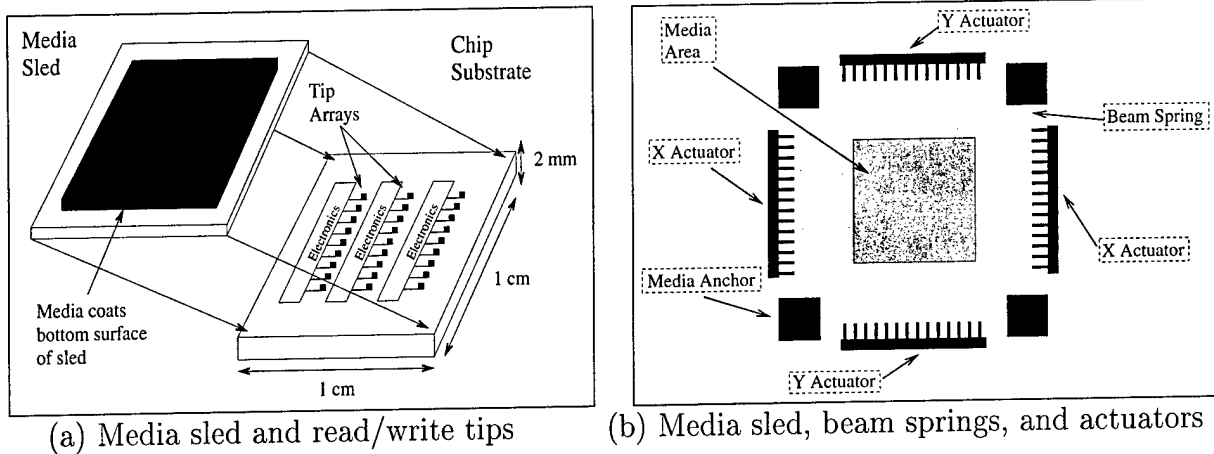 Media
Sled
Chip
Substrate
Tip
Arrays
2 mm
Electronics
Electronics
Electronics
1 cm
Media coats
bottom surface
of sled
1 cm
(a) Media sled and read/write tips
Y Actuator
Media
Area
Beam Spring
X Actuator
X Actuator
Media Anchor
Y Actuator
(b) Media sled, beam springs, and actuators